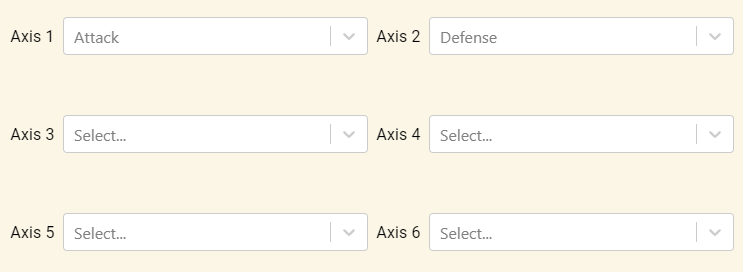 Axis 1 Attack Axis 2 Defense
Axis 3 Select... Axis 4 Select...
Axis 5 Select... Axis 6 Select...